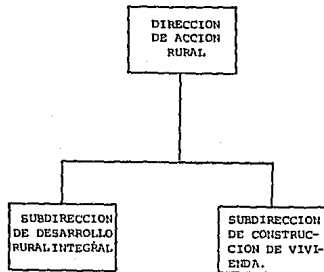 DIRECCION
DE ACCION
RURAL
SUBDIRECCION
DE DESARROLLO
RURAL INTEGRAL
SUBDIRECCION
DE CONSTRUC-
CION DE VIVI-
ENDA.